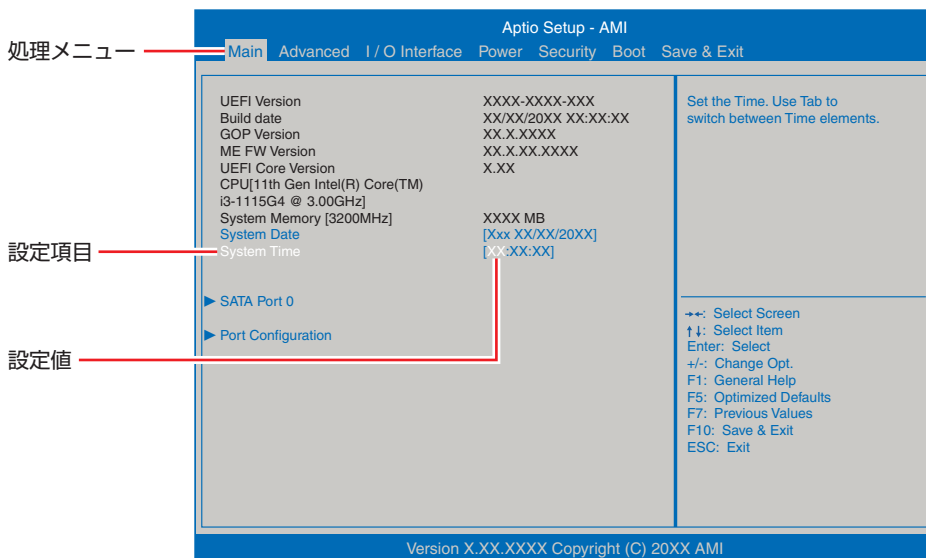 Aptio Setup - AMI
処理メニュー
Main Advanced I / O Interface Power Security Boot Save & Exit
UEFI Version XXXX-XXXX-XXX
Build date XX/XX/20XX XX:XX:XX
GOP Version XX.X.XXXX
ME FW Version XX.X.XX.XXXX
UEFI Core Version X.XX
CPU[11th Gen Intel(R) Core(TM)
i3-1115G4 @ 3.00GHz]
System Memory [3200MHz] XXXX MB
System Date [Xxx XX/XX/20XX]
設定項目
System Time [XX:XX:XX]
▶ SATA Port 0
▶ Port Configuration
設定値
Set the Time. Use Tab to
switch between Time elements.
→←: Select Screen
↑↓: Select Item
Enter: Select
+/-: Change Opt.
F1: General Help
F5: Optimized Defaults
F7: Previous Values
F10: Save & Exit
ESC: Exit
Version X.XX.XXXX Copyright (C) 20XX AMI